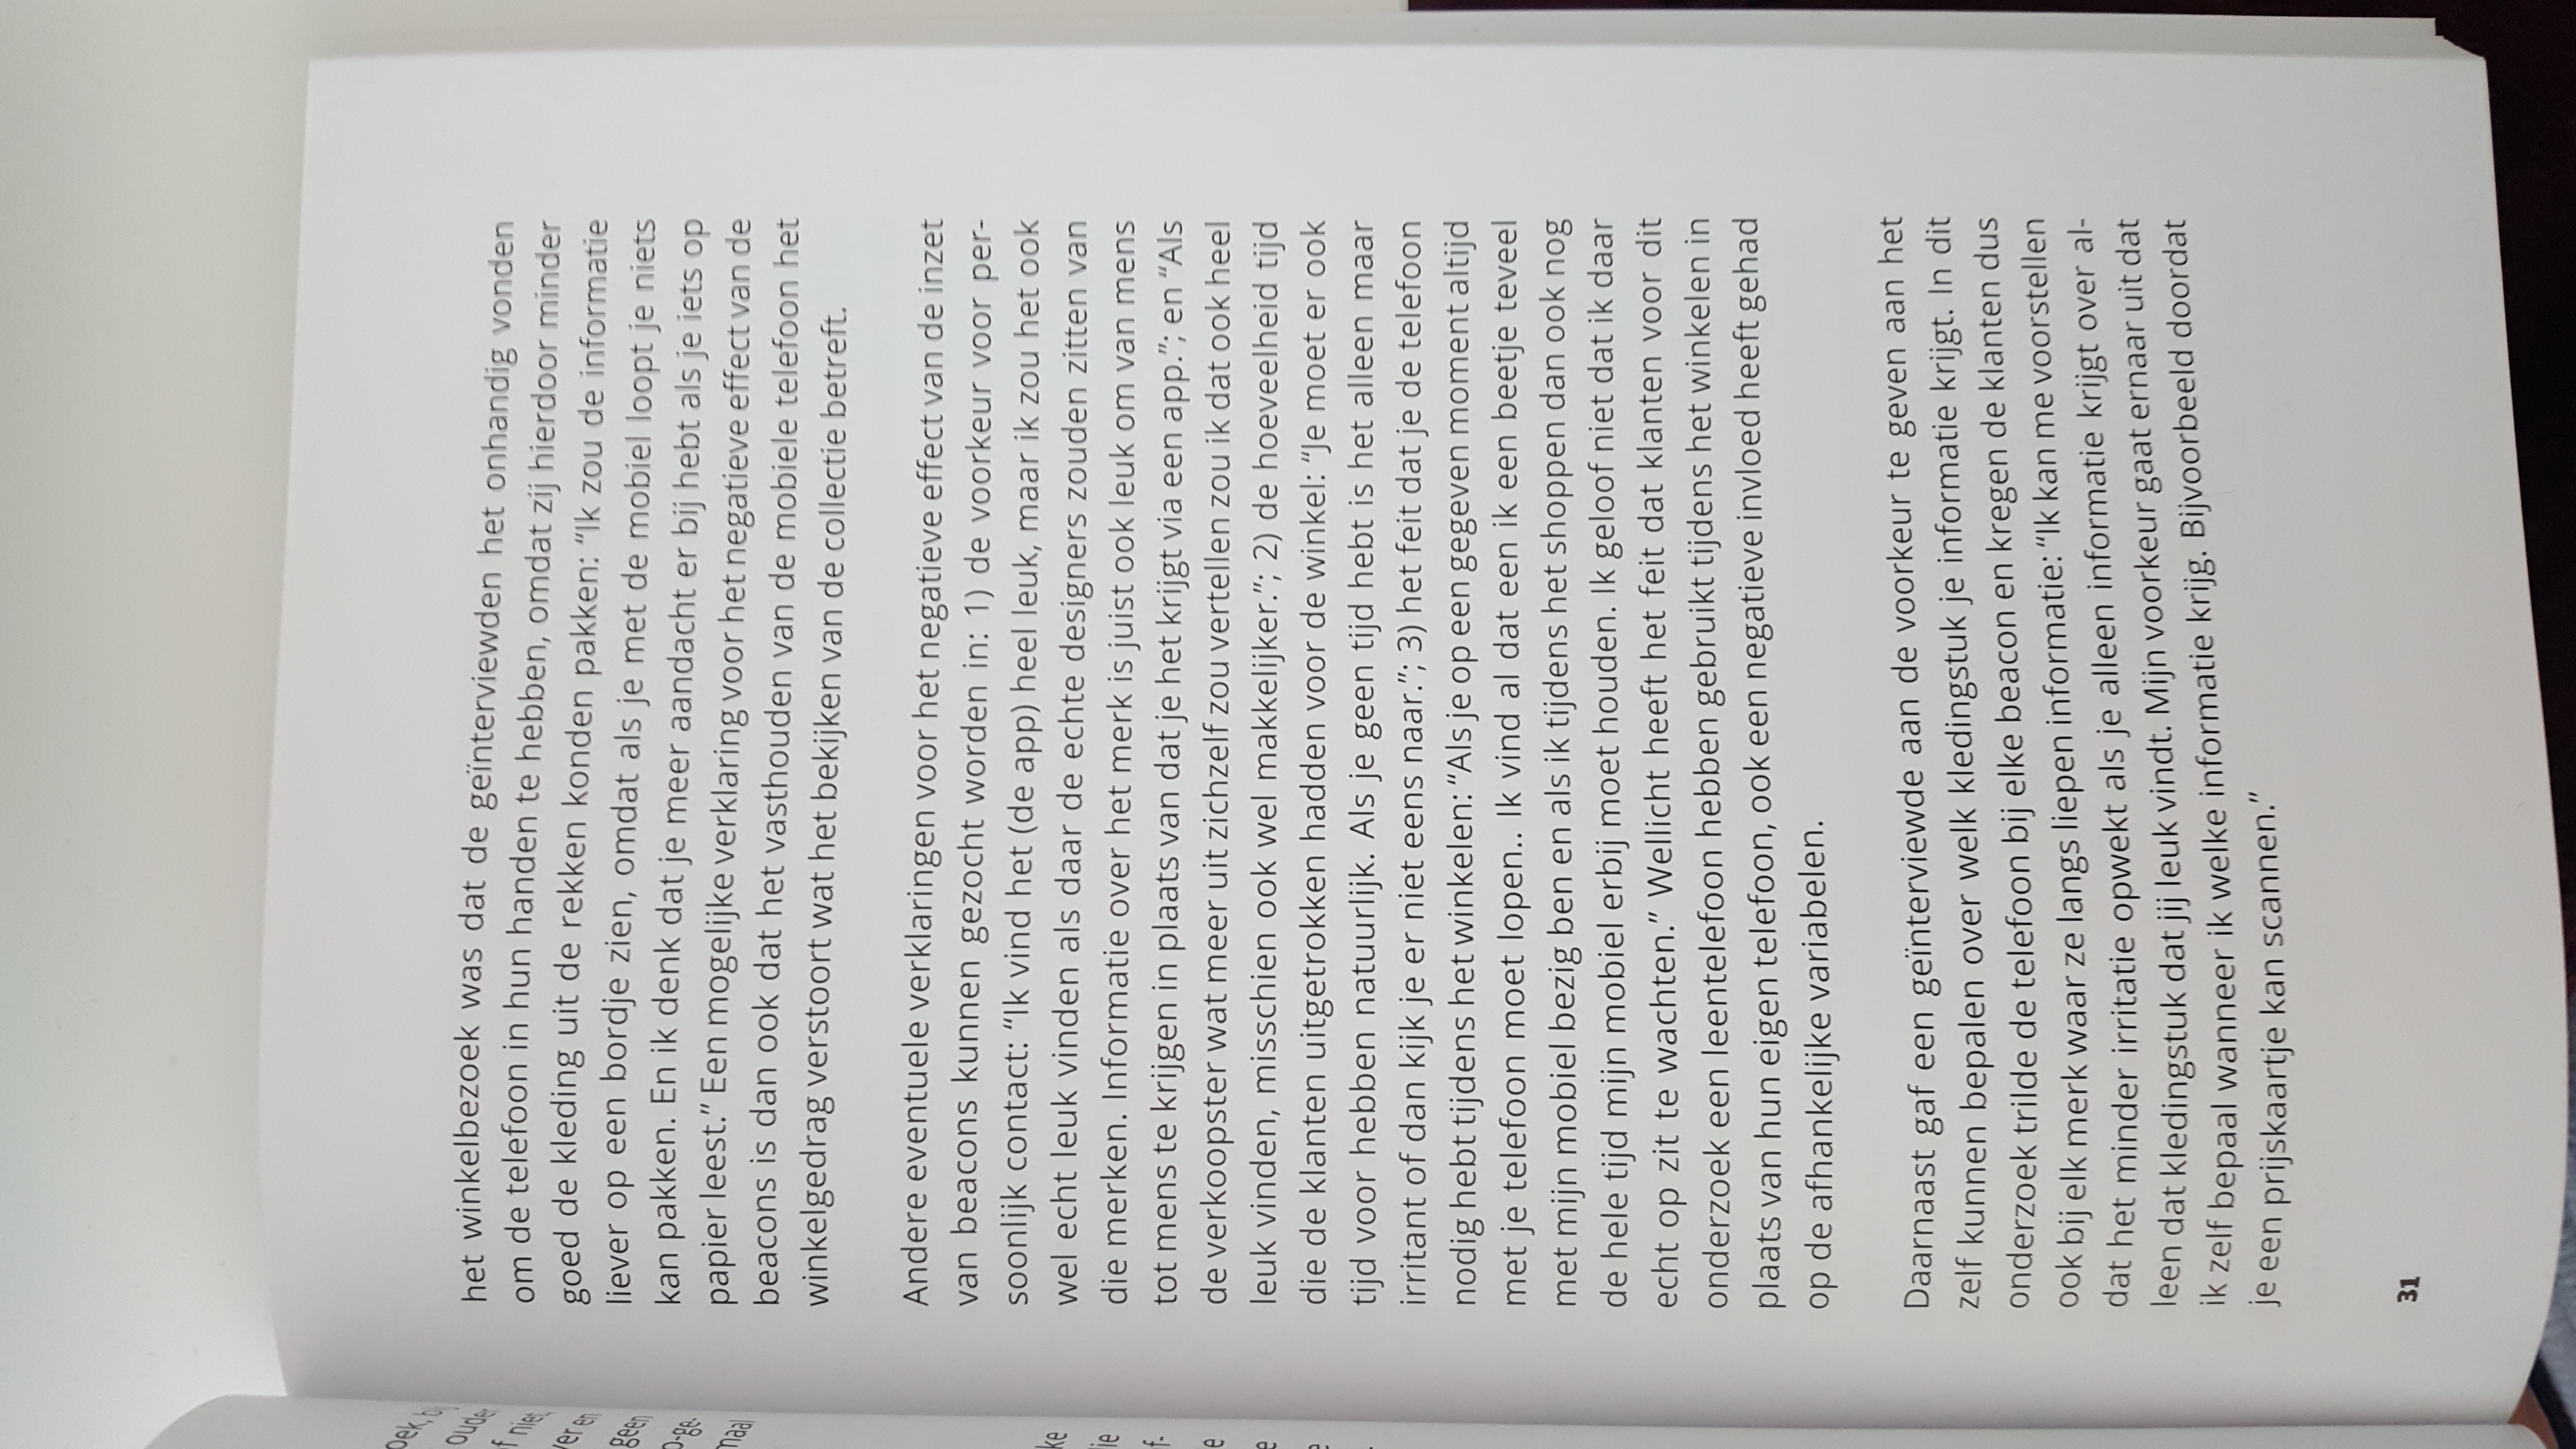 oek, bij
ouder
f niet,
ver en
geen
o-ge-
maal
ke
lie
f-
e
e
e
het winkelbezoek was dat de geïnterviewden het onhandig vonden
om de telefoon in hun handen te hebben, omdat zij hierdoor minder
goed de kleding uit de rekken konden pakken: “Ik zou de informatie
liever op een bordje zien, omdat als je met de mobiel loopt je niets
kan pakken. En ik denk dat je meer aandacht er bij hebt als je iets op
papier leest.” Een mogelijke verklaring voor het negatieve effect van de
beacons is dan ook dat het vasthouden van de mobiele telefoon het
winkelgedrag verstoort wat het bekijken van de collectie betreft.
Andere eventuele verklaringen voor het negatieve effect van de inzet
van beacons kunnen gezocht worden in: 1) de voorkeur voor per-
soonlijk contact: “Ik vind het (de app) heel leuk, maar ik zou het ook
wel echt leuk vinden als daar de echte designers zouden zitten van
die merken. Informatie over het merk is juist ook leuk om van mens
tot mens te krijgen in plaats van dat je het krijgt via een app.”; en “Als
de verkoopster wat meer uit zichzelf zou vertellen zou ik dat ook heel
leuk vinden, misschien ook wel makkelijker.”; 2) de hoeveelheid tijd
die de klanten uitgetrokken hadden voor de winkel: “Je moet er ook
tijd voor hebben natuurlijk. Als je geen tijd hebt is het alleen maar
irritant of dan kijk je er niet eens naar.”; 3) het feit dat je de telefoon
nodig hebt tijdens het winkelen: “Als je op een gegeven moment altijd
met je telefoon moet lopen.. Ik vind al dat een ik een beetje teveel
met mijn mobiel bezig ben en als ik tijdens het shoppen dan ook nog
de hele tijd mijn mobiel erbij moet houden. Ik geloof niet dat ik daar
echt op zit te wachten.” Wellicht heeft het feit dat klanten voor dit
onderzoek een leentelefoon hebben gebruikt tijdens het winkelen in
plaats van hun eigen telefoon, ook een negatieve invloed heeft gehad
op de afhankelijke variabelen.
Daarnaast gaf een geïnterviewde aan de voorkeur te geven aan het
zelf kunnen bepalen over welk kledingstuk je informatie krijgt. In dit
onderzoek trilde de telefoon bij elke beacon en kregen de klanten dus
ook bij elk merk waar ze langs liepen informatie: “Ik kan me voorstellen
dat het minder irritatie opwekt als je alleen informatie krijgt over al-
leen dat kledingstuk dat jij leuk vindt. Mijn voorkeur gaat ernaar uit dat
ik zelf bepaal wanneer ik welke informatie krijg. Bijvoorbeeld doordat
je een prijskaartje kan scannen.”
31